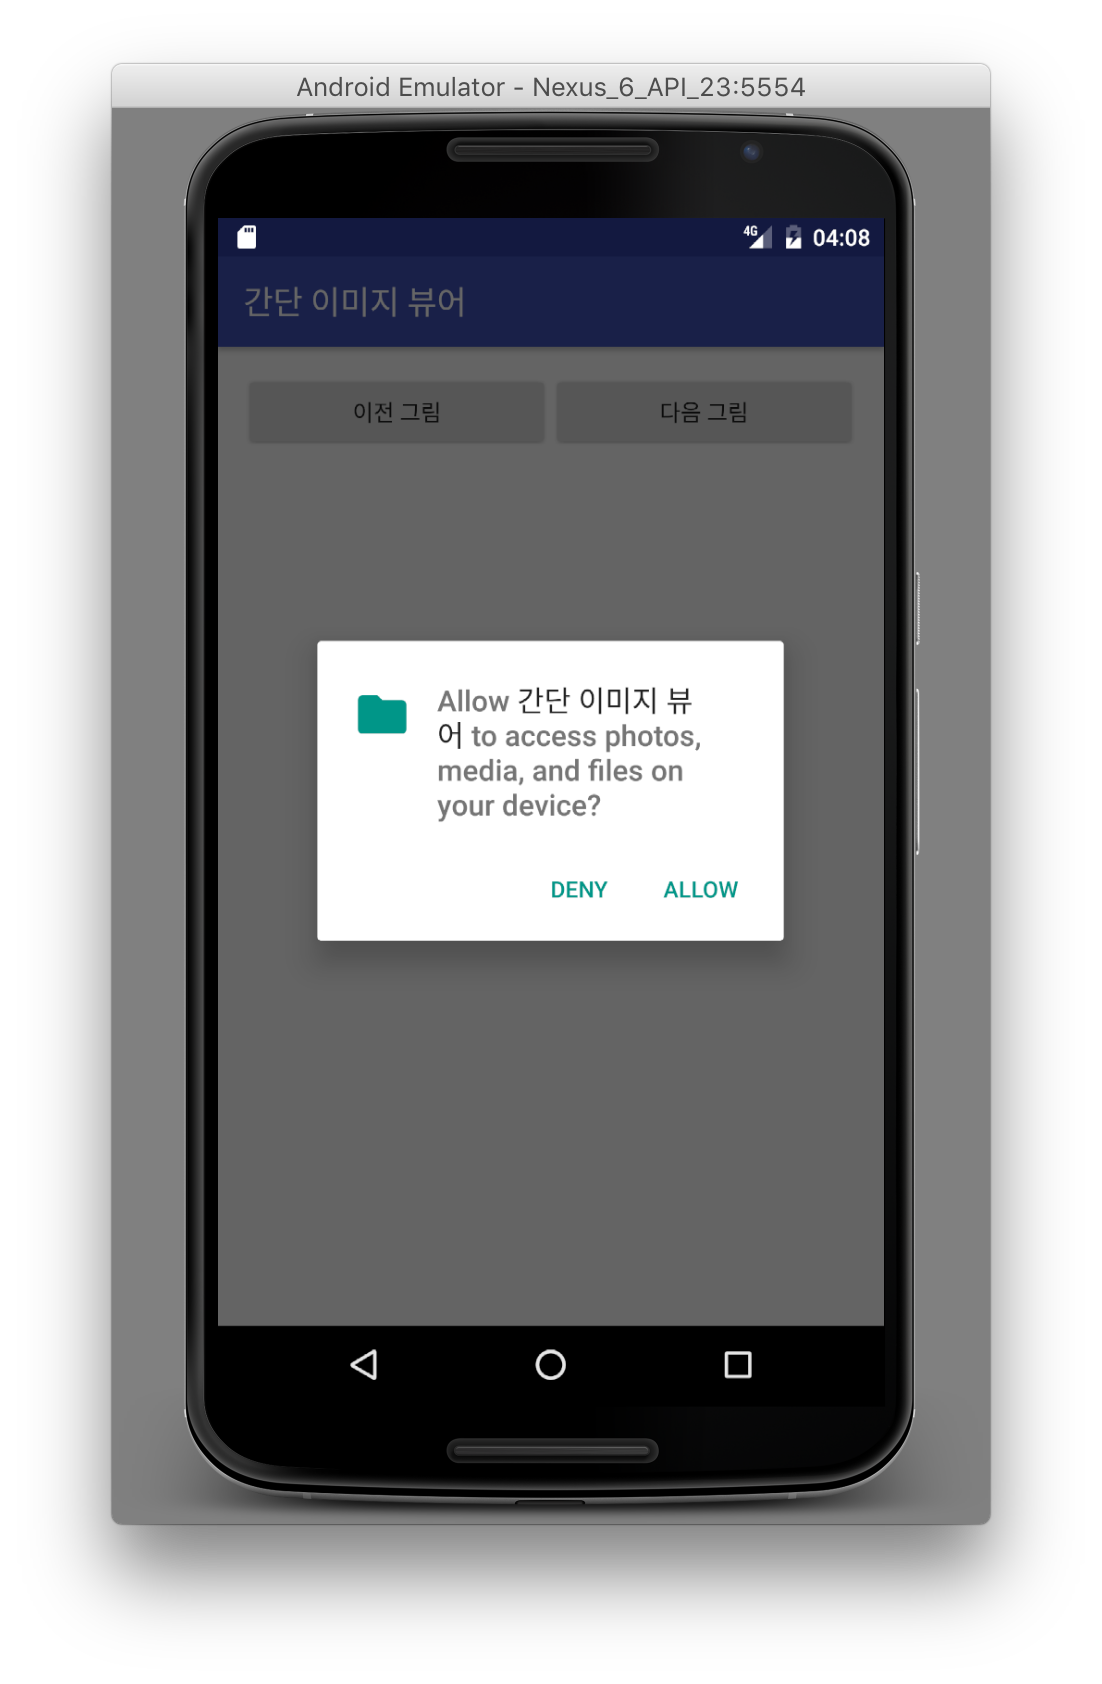 Android Emulator - Nexus_6_API_23:5554
4G 04:08
간단 이미지 뷰어
이전 그림 다음 그림
Allow 간단 이미지 뷰
어 to access photos,
media, and files on
your device?
DENY ALLOW